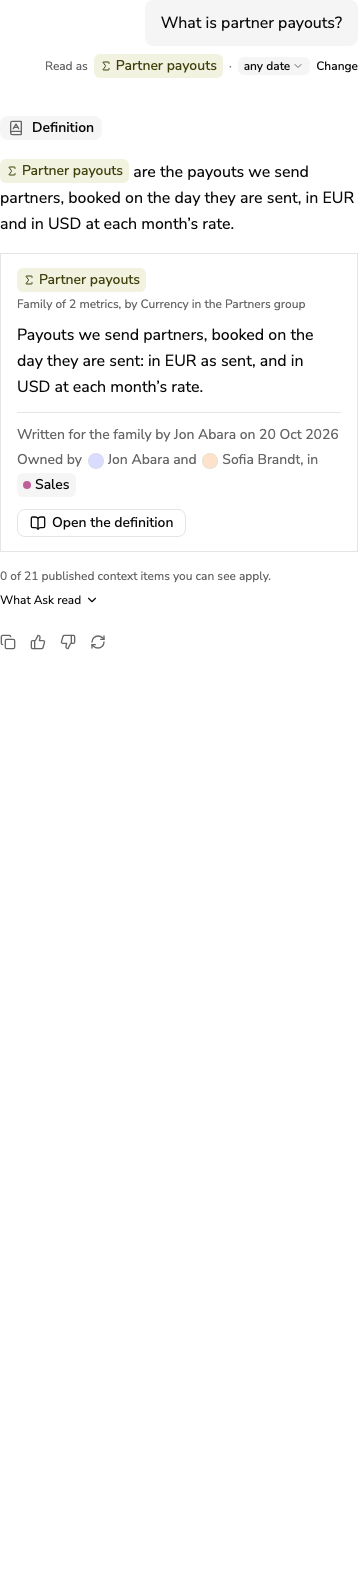 What is partner payouts?
Read as Σ Partner payouts · any date Change
Definition
Σ Partner payouts are the payouts we send
partners, booked on the day they are sent, in EUR
and in USD at each month’s rate.
Σ Partner payouts
Family of 2 metrics, by Currency in the Partners group
Payouts we send partners, booked on the
day they are sent: in EUR as sent, and in
USD at each month’s rate.
Written for the family by Jon Abara on 20 Oct 2026
Owned by Jon Abara and Sofia Brandt, in
Sales
Open the definition
0 of 21 published context items you can see apply.
What Ask read